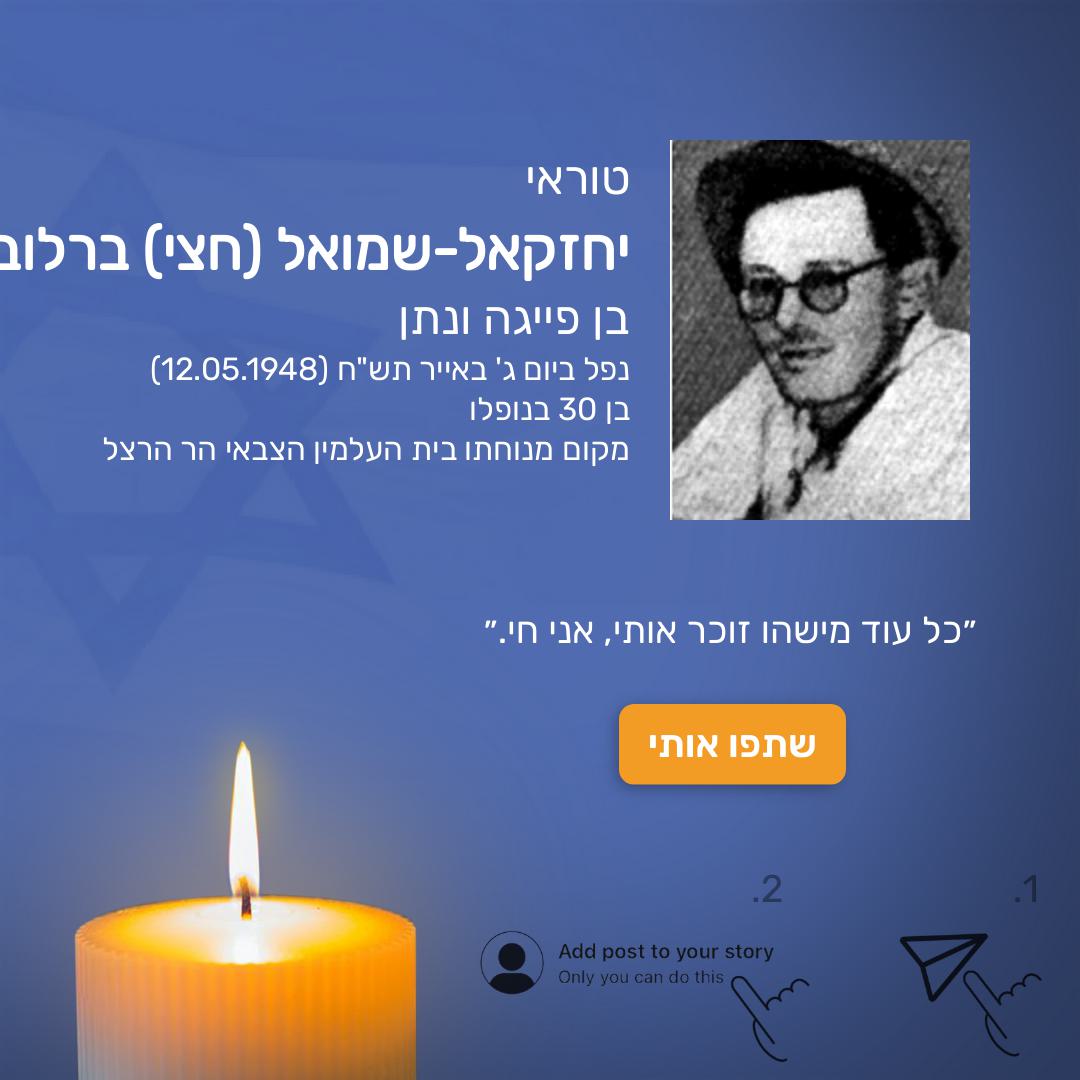 טוראי
יחזקאל-שמואל (חצי) ברלוב
בן פייגה ונתן
נפל ביום ג' באייר תש"ח (12.05.1948)
בן 30 בנופלו
מקום מנוחתו בית העלמין הצבאי הר הרצל
״כל עוד מישהו זוכר אותי, אני חי.״
שתפו אותי
1.
2.
Add post to your story
Only you can do this